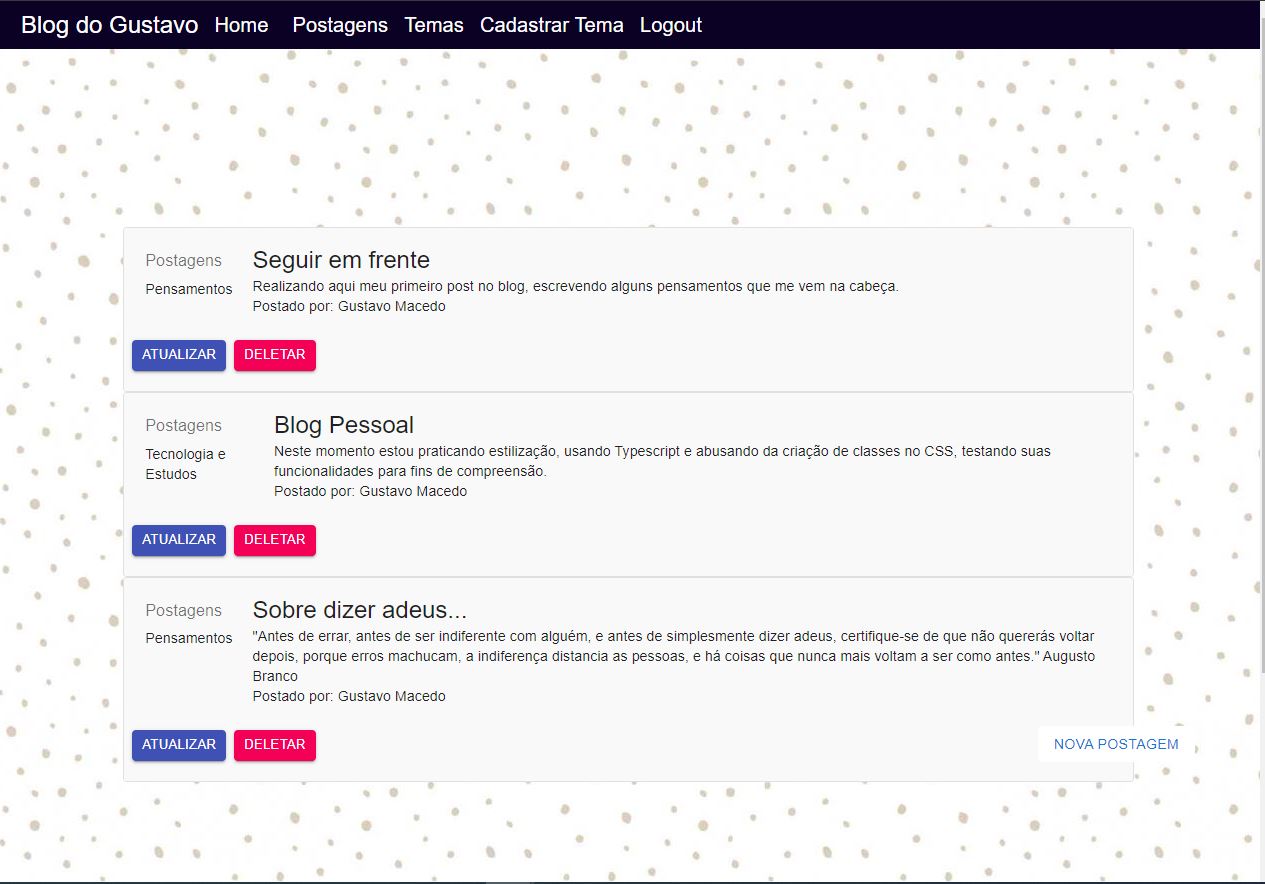 Blog do Gustavo Home Postagens Temas Cadastrar Tema Logout
Postagens
Pensamentos
Seguir em frente
Realizando aqui meu primeiro post no blog, escrevendo alguns pensamentos que me vem na cabeça.
Postado por: Gustavo Macedo
ATUALIZAR DELETAR
Postagens
Tecnologia e
Estudos
Blog Pessoal
Neste momento estou praticando estilização, usando Typescript e abusando da criação de classes no CSS, testando suas
funcionalidades para fins de compreensão.
Postado por: Gustavo Macedo
ATUALIZAR DELETAR
Postagens
Pensamentos
Sobre dizer adeus...
"Antes de errar, antes de ser indiferente com alguém, e antes de simplesmente dizer adeus, certifique-se de que não quererás voltar
depois, porque erros machucam, a indiferença distancia as pessoas, e há coisas que nunca mais voltam a ser como antes." Augusto
Branco
Postado por: Gustavo Macedo
ATUALIZAR DELETAR
NOVA POSTAGEM